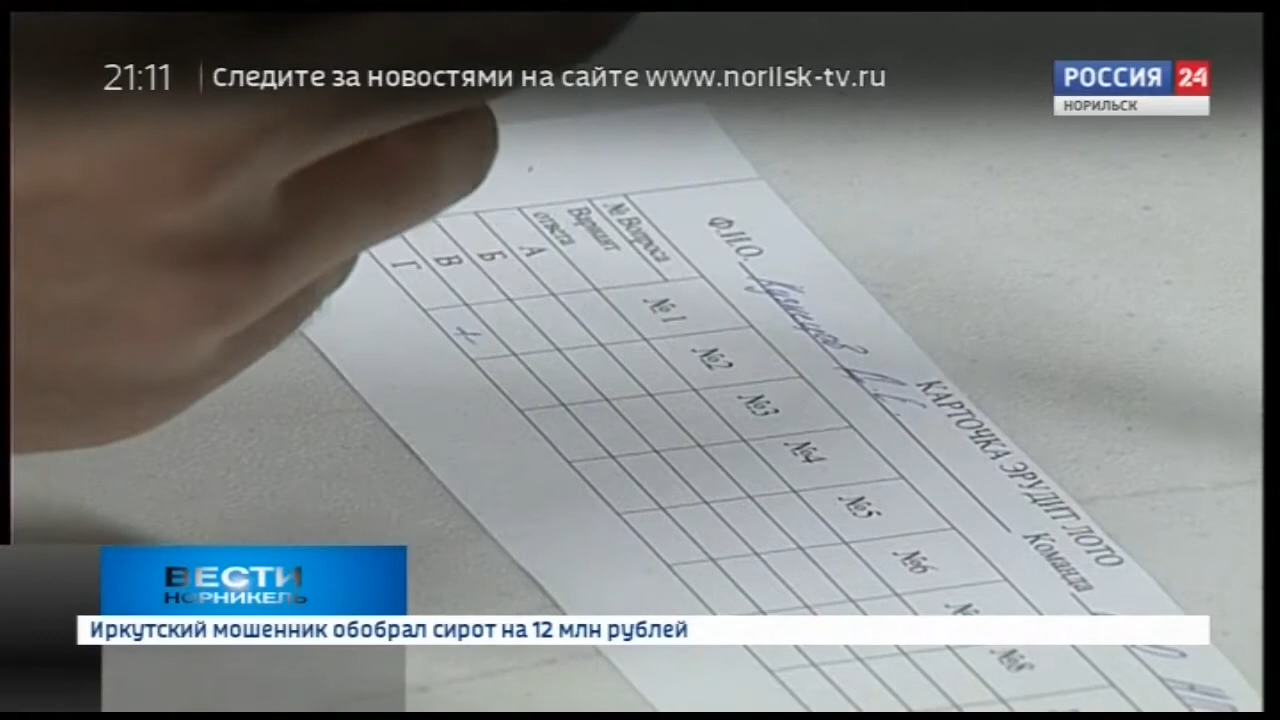 21:11 Следите за новостями на сайте www.norilsk-tv.ru
РОССИЯ 24
НОРИЛЬСК
КАРТОЧКА ЭРУДИТ ЛОТО
Ф.И.О.
Команда
№ Вопроса
№1
№2
№3
№4
№5
№6
№8
Вариант
ответа
А
Б
В
Г
+
ВЕСТИ
НОРНИКЕЛЬ
Иркутский мошенник обобрал сирот на 12 млн рублей